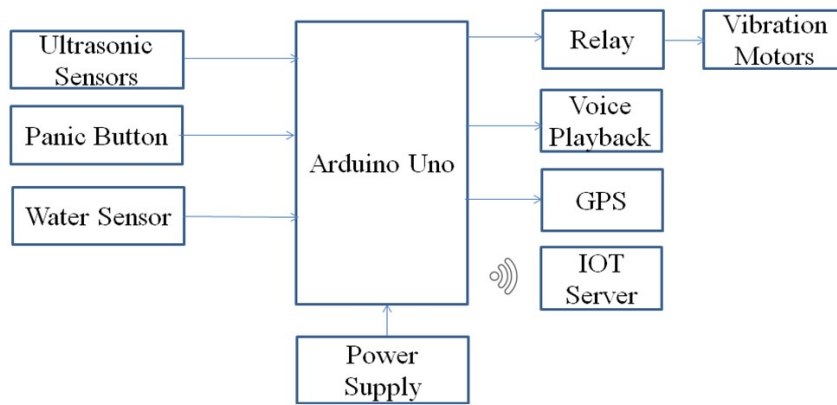 Ultrasonic
Sensors
Panic Button
Water Sensor
Arduino Uno
Power
Supply
Relay
Vibration
Motors
Voice
Playback
GPS
IOT
Server